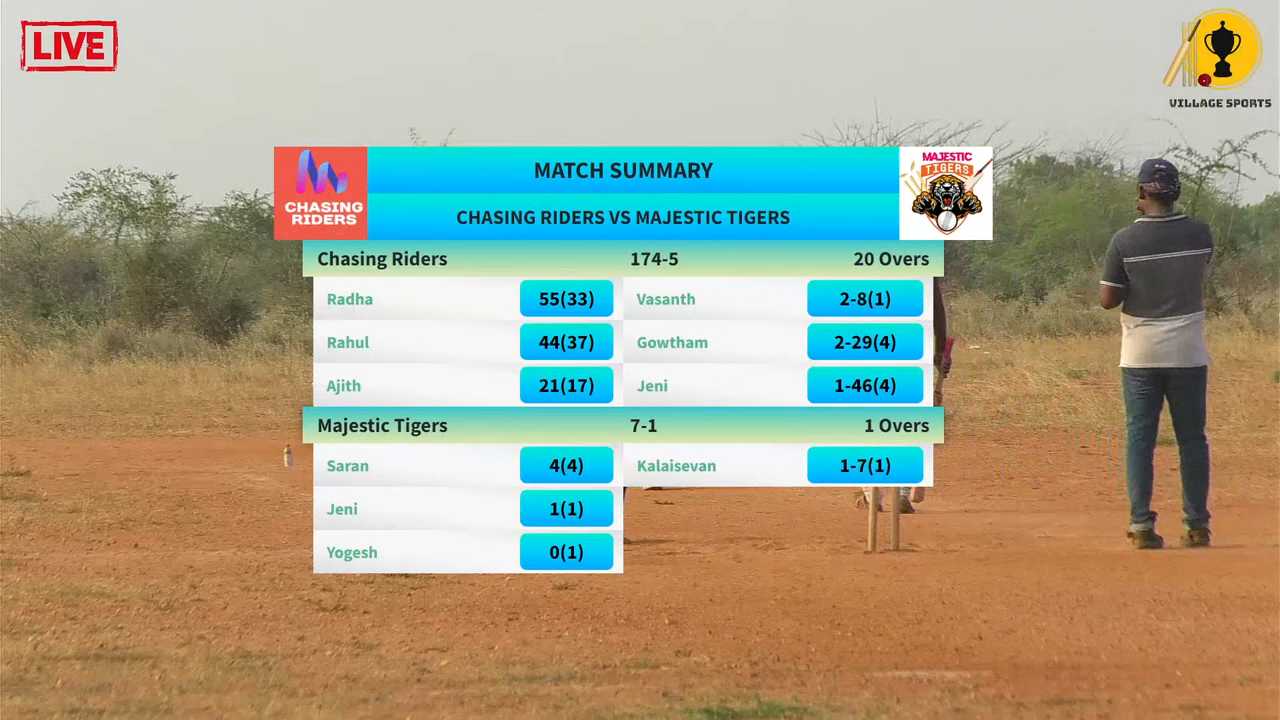 LIVE
VILLAGE SPORTS
CHASING
RIDERS
MATCH SUMMARY
CHASING RIDERS VS MAJESTIC TIGERS
MAJESTIC
TIGERS
Chasing Riders 174-5 20 Overs
Radha 55(33) Vasanth 2-8(1)
Rahul 44(37) Gowtham 2-29(4)
Ajith 21(17) Jeni 1-46(4)
Majestic Tigers 7-1 1 Overs
Saran 4(4) Kalaisevan 1-7(1)
Jeni 1(1)
Yogesh 0(1)